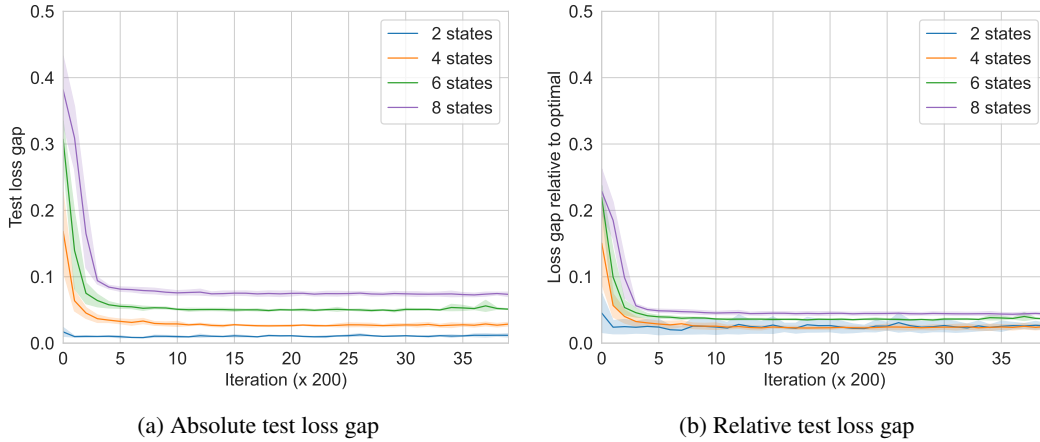 0.5
0.4
0.3
0.2
0.1
0.0
Test loss gap
2 states
4 states
6 states
8 states
0 5 10 15 20 25 30 35
Iteration (x 200)
(a) Absolute test loss gap
0.5
0.4
0.3
0.2
0.1
0.0
Loss gap relative to optimal
2 states
4 states
6 states
8 states
0 5 10 15 20 25 30 35
Iteration (x 200)
(b) Relative test loss gap